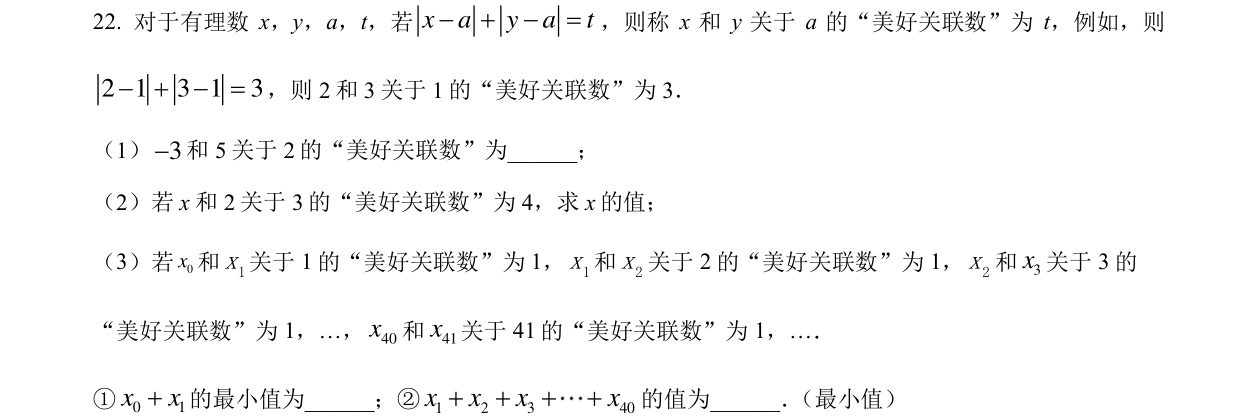 22. 对于有理数 x，y，a，t，若|x−a|+|y−a|=t，则称 x 和 y 关于 a 的“美好关联数”为 t，例如，则
|2−1|+|3−1|=3，则 2 和 3 关于 1 的“美好关联数”为 3．
（1）−3和 5 关于 2 的“美好关联数”为______；
（2）若 x 和 2 关于 3 的“美好关联数”为 4，求 x 的值；
（3）若 x₀ 和 x₁ 关于 1 的“美好关联数”为 1，x₁ 和 x₂ 关于 2 的“美好关联数”为 1，x₂ 和 x₃ 关于 3 的
“美好关联数”为 1，…，x₄₀ 和 x₄₁ 关于 41 的“美好关联数”为 1，…．
①x₀+x₁的最小值为______；②x₁+x₂+x₃+⋯+x₄₀ 的值为______．（最小值）